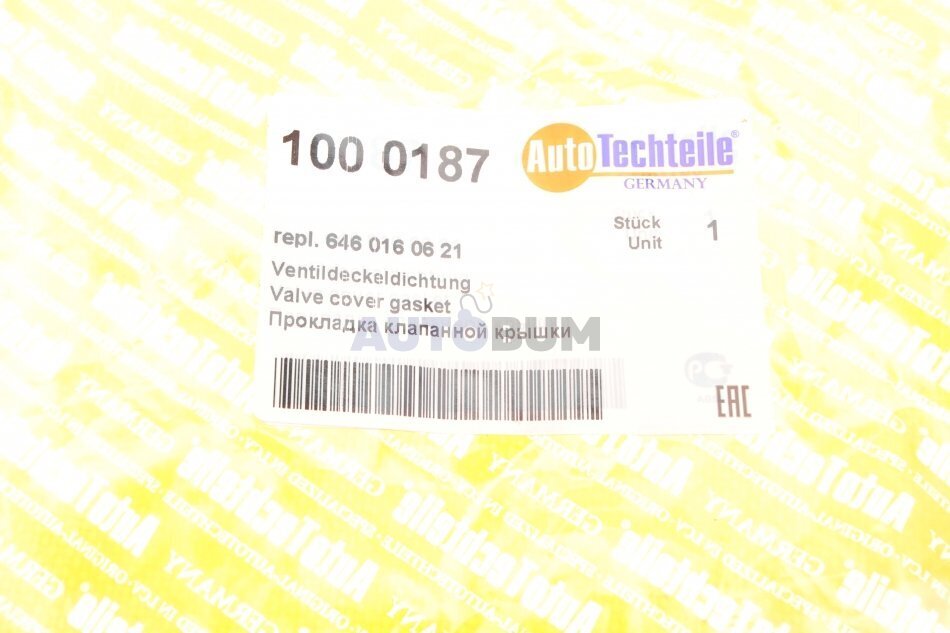 100 0187
AutoTechteile®
GERMANY
Stück 1
Unit
repl. 646 016 06 21
Ventildeckeldichtung
Valve cover gasket
Прокладка клапанной крышки
AUTOBUM
EAC